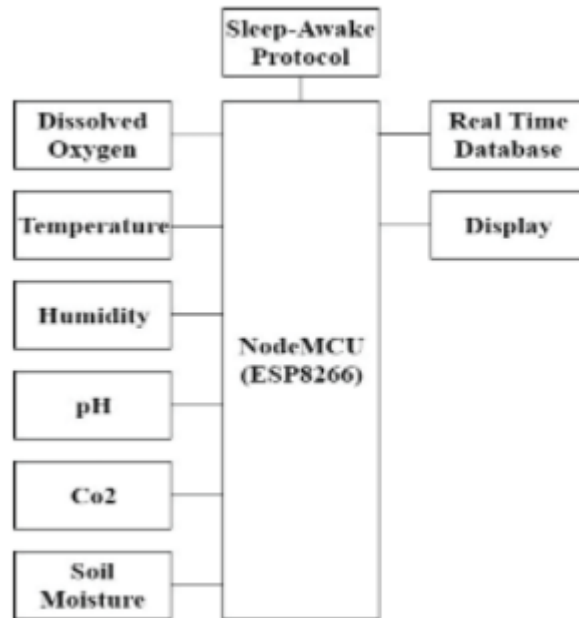 Sleep-Awake
Protocol
Dissolved
Oxygen
Temperature
Humidity
pH
Co2
Soil
Moisture
NodeMCU
(ESP8266)
Real Time
Database
Display